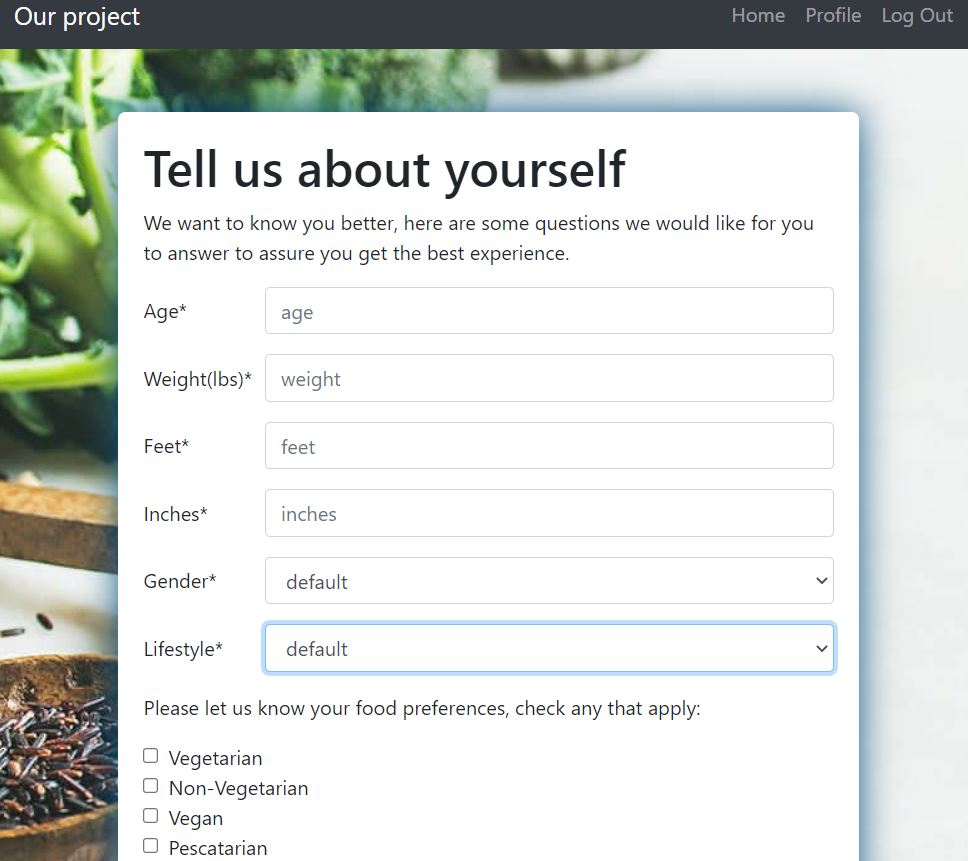 Our project
Home Profile Log Out
Tell us about yourself
We want to know you better, here are some questions we would like for you
to answer to assure you get the best experience.
Age* age
Weight(lbs)* weight
Feet* feet
Inches* inches
Gender* default
Lifestyle* default
Please let us know your food preferences, check any that apply:
Vegetarian
Non-Vegetarian
Vegan
Pescatarian